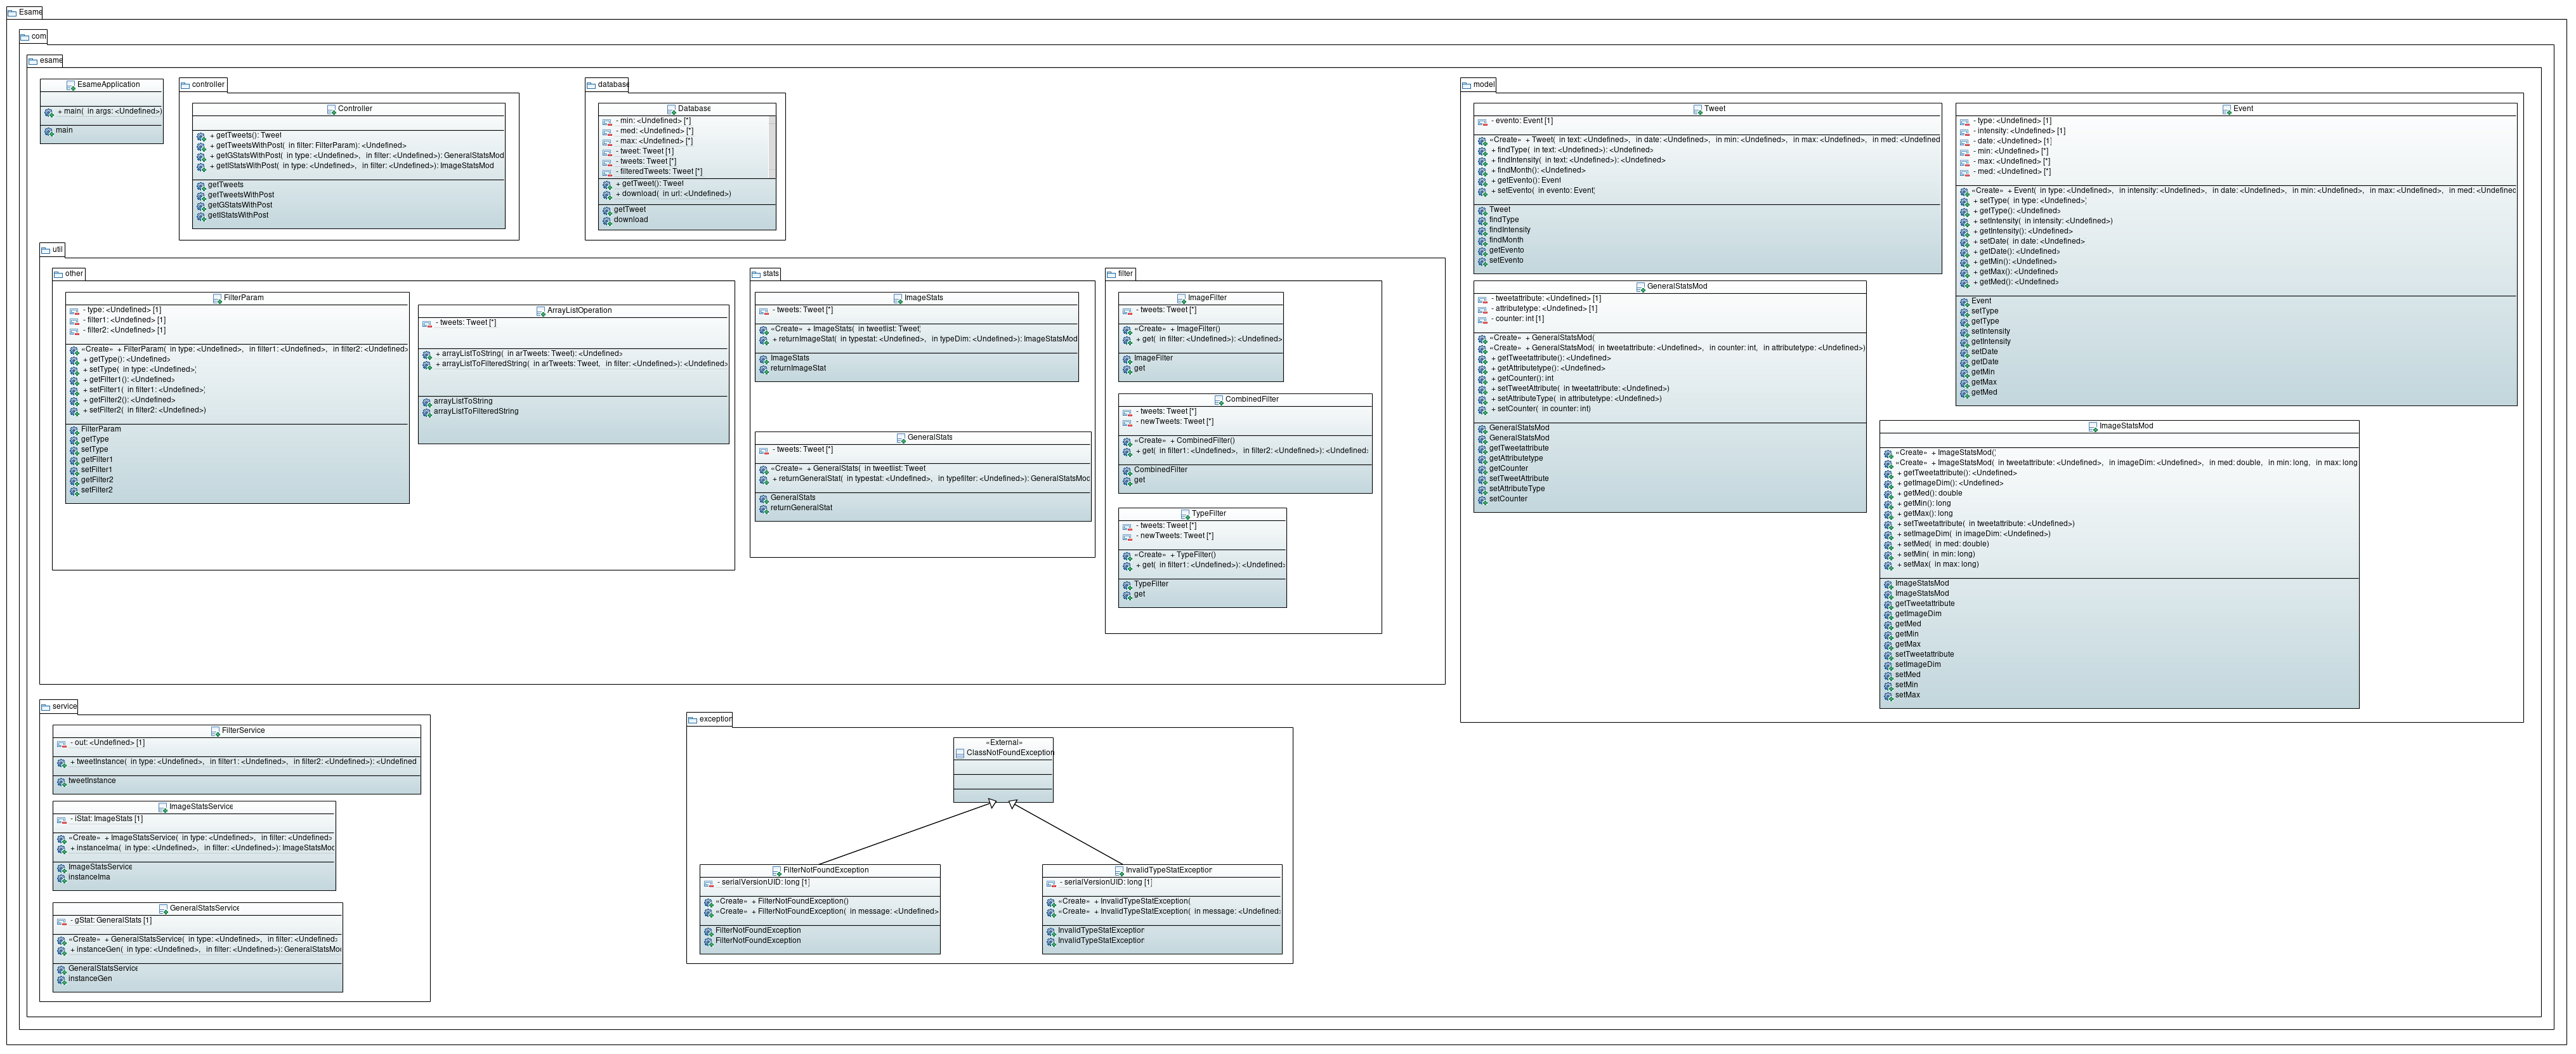 Esame
com
esame
EsameApplication
+ main( in args: <Undefined>)
main
controller
Controller
+ getTweets(): Tweet
+ getTweetsWithPost( in filter: FilterParam): <Undefined>
+ getGStatsWithPost( in type: <Undefined>, in filter: <Undefined>): GeneralStatsMod
+ getIStatsWithPost( in type: <Undefined>, in filter: <Undefined>): ImageStatsMod
getTweets
getTweetsWithPost
getGStatsWithPost
getIStatsWithPost
database
Database
- min: <Undefined> [*]
- med: <Undefined> [*]
- max: <Undefined> [*]
- tweet: Tweet [1]
- tweets: Tweet [*]
- filteredTweets: Tweet [*]
+ getTweet(): Tweet
+ download( in url: <Undefined>)
getTweet
download
model
Tweet
- evento: Event [1]
«Create» + Tweet( in text: <Undefined>, in date: <Undefined>, in min: <Undefined>, in max: <Undefined>, in med: <Undefined
+ findType( in text: <Undefined>): <Undefined>
+ findIntensity( in text: <Undefined>): <Undefined>
+ findMonth(): <Undefined>
+ getEvento(): Event
+ setEvento( in evento: Event)
Tweet
findType
findIntensity
findMonth
getEvento
setEvento
Event
- type: <Undefined> [1]
- intensity: <Undefined> [1]
- date: <Undefined> [1]
- min: <Undefined> [*]
- max: <Undefined> [*]
- med: <Undefined> [*]
«Create» + Event( in type: <Undefined>, in intensity: <Undefined>, in date: <Undefined>, in min: <Undefined>, in max: <Undefined>, in med: <Undefined
+ setType( in type: <Undefined>)
+ getType(): <Undefined>
+ setIntensity( in intensity: <Undefined>)
+ getIntensity(): <Undefined>
+ setDate( in date: <Undefined>
+ getDate(): <Undefined>
+ getMin(): <Undefined>
+ getMax(): <Undefined>
+ getMed(): <Undefined>
Event
setType
getType
setIntensity
getIntensity
setDate
getDate
getMin
getMax
getMed
GeneralStatsMod
- tweetattribute: <Undefined> [1]
- attributetype: <Undefined> [1]
- counter: int [1]
«Create» + GeneralStatsMod(
«Create» + GeneralStatsMod( in tweetattribute: <Undefined>, in counter: int, in attributetype: <Undefined>)
+ getTweetattribute(): <Undefined>
+ getAttributetype(): <Undefined>
+ getCounter(): int
+ setTweetAttribute( in tweetattribute: <Undefined>)
+ setAttributeType( in attributetype: <Undefined>)
+ setCounter( in counter: int)
GeneralStatsMod
GeneralStatsMod
getTweetattribute
getAttributetype
getCounter
setTweetAttribute
setAttributeType
setCounter
ImageStatsMod
«Create» + ImageStatsMod()
«Create» + ImageStatsMod( in tweetattribute: <Undefined>, in imageDim: <Undefined>, in med: double, in min: long, in max: long
+ getTweetattribute(): <Undefined>
+ getImageDim(): <Undefined>
+ getMed(): double
+ getMin(): long
+ getMax(): long
+ setTweetattribute( in tweetattribute: <Undefined>)
+ setImageDim( in imageDim: <Undefined>)
+ setMed( in med: double)
+ setMin( in min: long)
+ setMax( in max: long)
ImageStatsMod
ImageStatsMod
getTweetattribute
getImageDim
getMed
getMin
getMax
setTweetattribute
setImageDim
setMed
setMin
setMax
util
other
FilterParam
- type: <Undefined> [1]
- filter1: <Undefined> [1]
- filter2: <Undefined> [1]
«Create» + FilterParam( in type: <Undefined>, in filter1: <Undefined>, in filter2: <Undefined>
+ getType(): <Undefined>
+ setType( in type: <Undefined>)
+ getFilter1(): <Undefined>
+ setFilter1( in filter1: <Undefined>)
+ getFilter2(): <Undefined>
+ setFilter2( in filter2: <Undefined>)
FilterParam
getType
setType
getFilter1
setFilter1
getFilter2
setFilter2
ArrayListOperation
- tweets: Tweet [*]
+ arrayListToString( in arTweets: Tweet): <Undefined>
+ arrayListToFilteredString( in arTweets: Tweet, in filter: <Undefined>): <Undefined>
arrayListToString
arrayListToFilteredString
stats
ImageStats
- tweets: Tweet [*]
«Create» + ImageStats( in tweetlist: Tweet)
+ returnImageStat( in typestat: <Undefined>, in typeDim: <Undefined>): ImageStatsMod
ImageStats
returnImageStat
GeneralStats
- tweets: Tweet [*]
«Create» + GeneralStats( in tweetlist: Tweet
+ returnGeneralStat( in typestat: <Undefined>, in typefilter: <Undefined>): GeneralStatsMod
GeneralStats
returnGeneralStat
filter
ImageFilter
- tweets: Tweet [*]
«Create» + ImageFilter()
+ get( in filter: <Undefined>): <Undefined>
ImageFilter
get
CombinedFilter
- tweets: Tweet [*]
- newTweets: Tweet [*]
«Create» + CombinedFilter()
+ get( in filter1: <Undefined>, in filter2: <Undefined>): <Undefined>
CombinedFilter
get
TypeFilter
- tweets: Tweet [*]
- newTweets: Tweet [*]
«Create» + TypeFilter()
+ get( in filter1: <Undefined>): <Undefined>
TypeFilter
get
service
FilterService
- out: <Undefined> [1]
+ tweetInstance( in type: <Undefined>, in filter1: <Undefined>, in filter2: <Undefined>): <Undefined
tweetInstance
ImageStatsService
- iStat: ImageStats [1]
«Create» + ImageStatsService( in type: <Undefined>, in filter: <Undefined>
+ instanceIma( in type: <Undefined>, in filter: <Undefined>): ImageStatsMod
ImageStatsService
instanceIma
GeneralStatsService
- gStat: GeneralStats [1]
«Create» + GeneralStatsService( in type: <Undefined>, in filter: <Undefined>
+ instanceGen( in type: <Undefined>, in filter: <Undefined>): GeneralStatsMo
GeneralStatsService
instanceGen
exception
«External»
ClassNotFoundException
FilterNotFoundException
- serialVersionUID: long [1]
«Create» + FilterNotFoundException()
«Create» + FilterNotFoundException( in message: <Undefined>
FilterNotFoundException
FilterNotFoundException
InvalidTypeStatException
- serialVersionUID: long [1]
«Create» + InvalidTypeStatException(
«Create» + InvalidTypeStatException( in message: <Undefined>
InvalidTypeStatException
InvalidTypeStatException